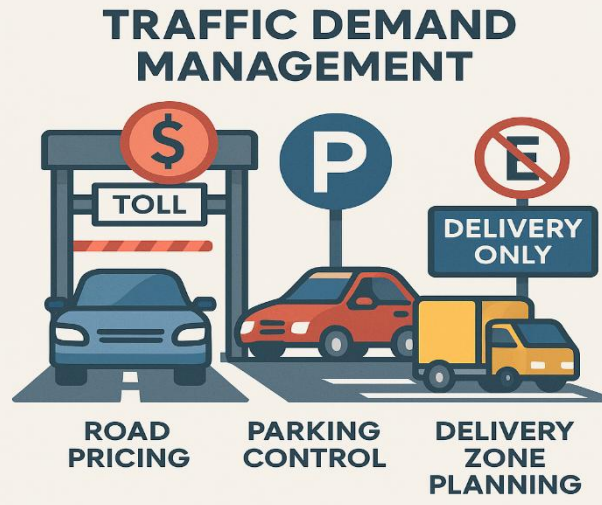 TRAFFIC DEMAND
MANAGEMENT
$
TOLL
P
E
DELIVERY
ONLY
ROAD
PRICING
PARKING
CONTROL
DELIVERY
ZONE
PLANNING